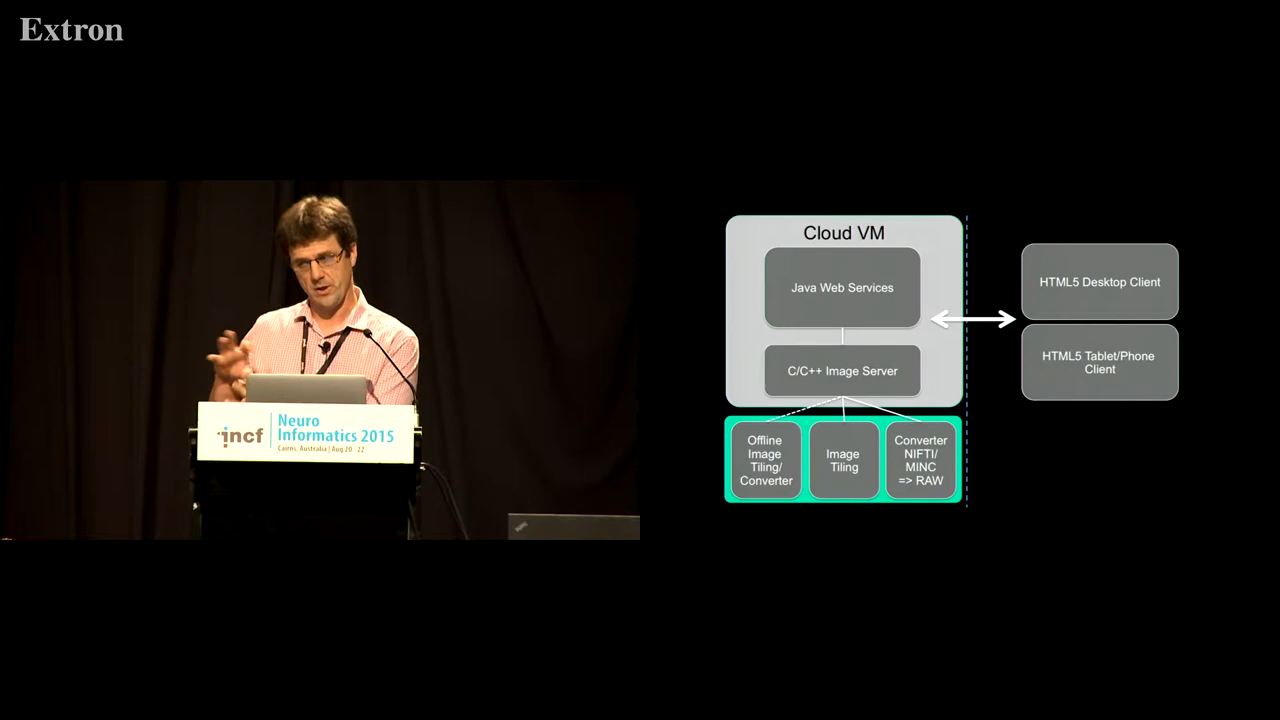 Extron
incf
Neuro
Informatics 2015
Cairns, Australia | Aug 20 - 22
Cloud VM
Java Web Services
C/C++ Image Server
Offline
Image
Tiling/
Converter
Image
Tiling
Converter
NIFTI/
MINC
=> RAW
HTML5 Desktop Client
HTML5 Tablet/Phone
Client